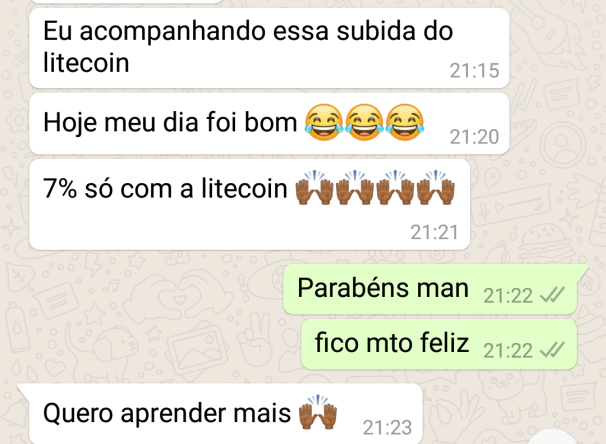 Eu acompanhando essa subida do
litecoin
21:15
Hoje meu dia foi bom 😂😂😂
21:20
7% só com a litecoin 🙌🏾🙌🏾🙌🏾🙌🏾
21:21
Parabéns man 21:22
fico mto feliz 21:22
Quero aprender mais 🙌🏾 21:23